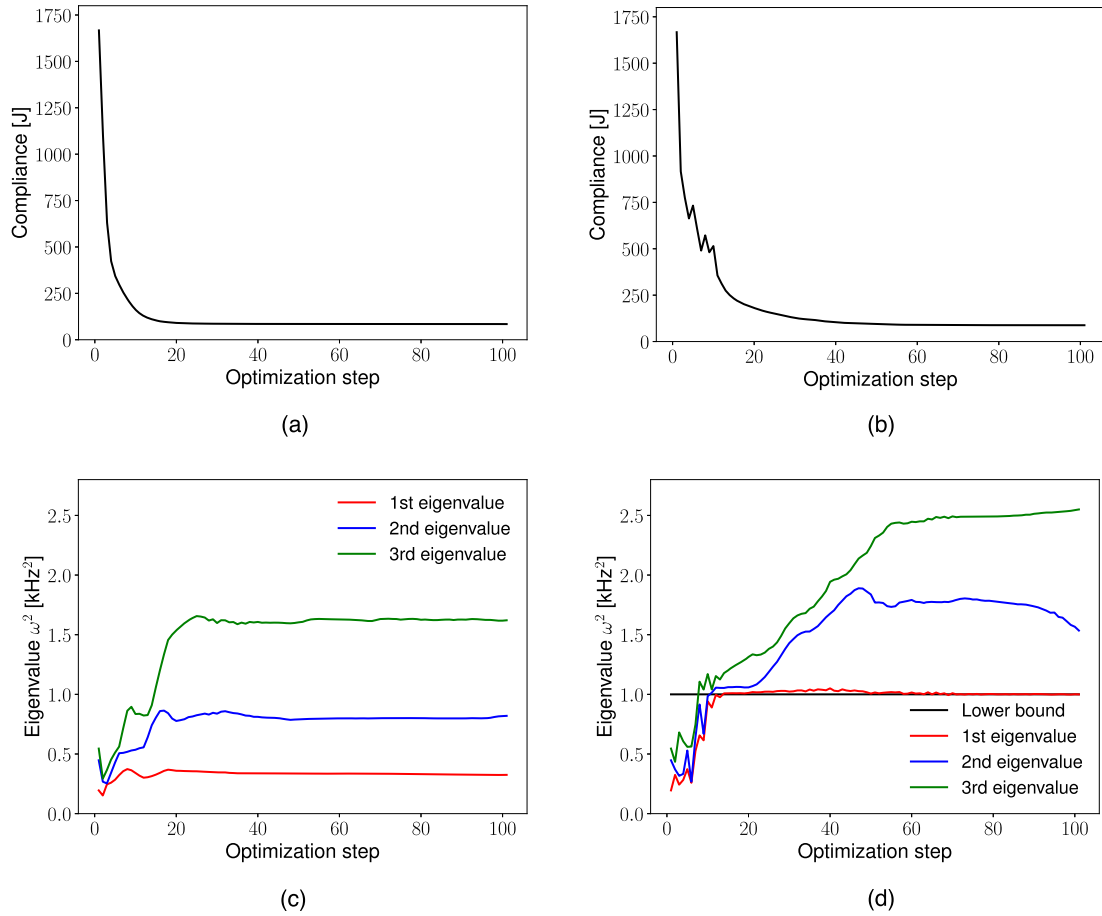 1750
1500
1250
1000
750
500
250
0
Compliance [J]
0 20 40 60 80 100
Optimization step
(a)
1750
1500
1250
1000
750
500
250
0
Compliance [J]
0 20 40 60 80 100
Optimization step
(b)
2.5
2.0
1.5
1.0
0.5
0.0
Eigenvalue ω² [kHz²]
1st eigenvalue
2nd eigenvalue
3rd eigenvalue
0 20 40 60 80 100
Optimization step
(c)
2.5
2.0
1.5
1.0
0.5
0.0
Eigenvalue ω² [kHz²]
Lower bound
1st eigenvalue
2nd eigenvalue
3rd eigenvalue
0 20 40 60 80 100
Optimization step
(d)